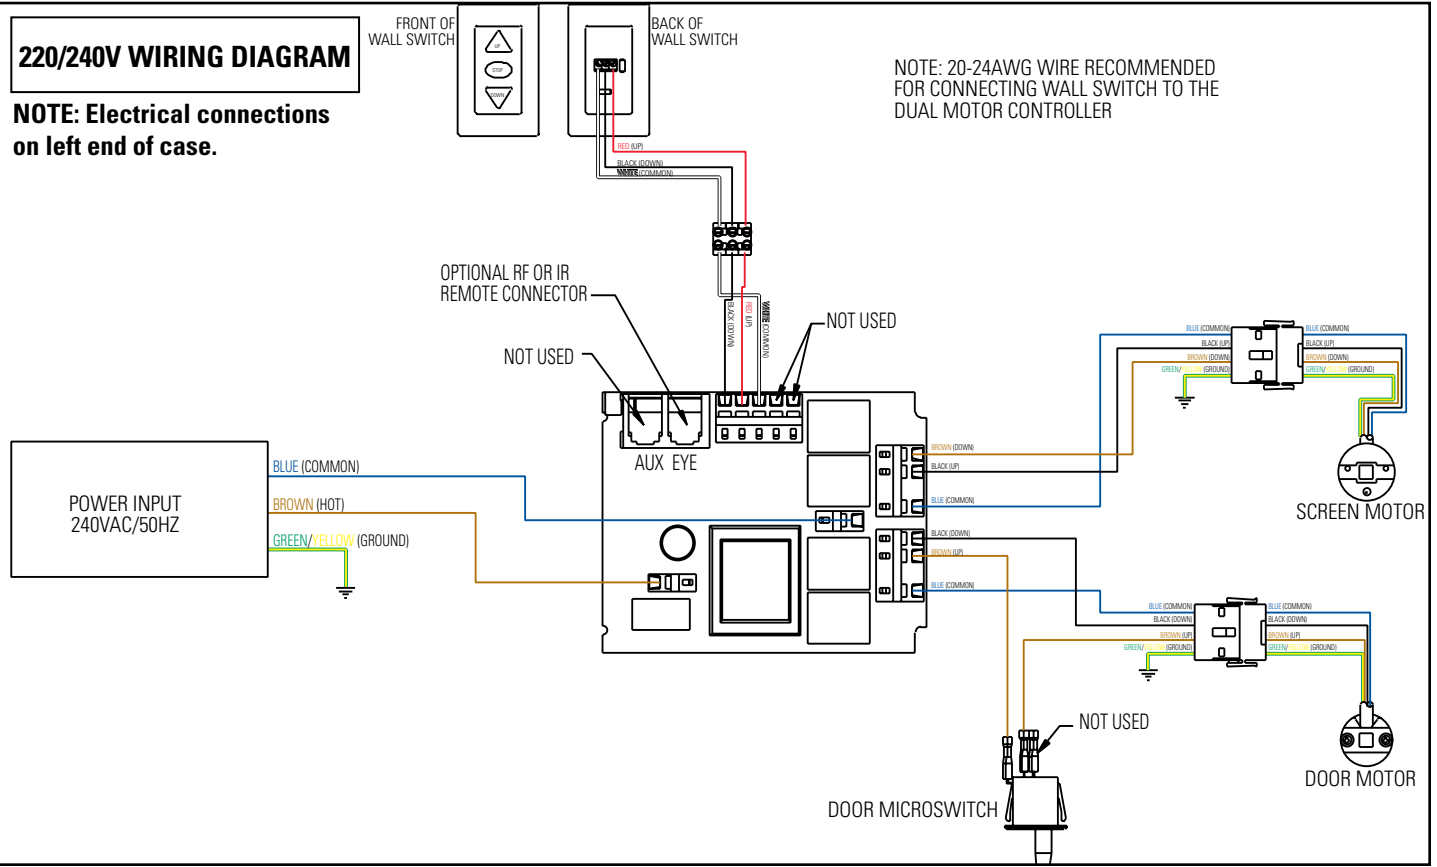 220/240V WIRING DIAGRAM
NOTE: Electrical connections
on left end of case.
FRONT OF
WALL SWITCH
UP
STOP
DOWN
BACK OF
WALL SWITCH
NOTE: 20-24AWG WIRE RECOMMENDED
FOR CONNECTING WALL SWITCH TO THE
DUAL MOTOR CONTROLLER
RED (UP)
BLACK (DOWN)
WHITE (COMMON)
OPTIONAL RF OR IR
REMOTE CONNECTOR
NOT USED
BLACK (DOWN)
RED (UP)
WHITE (COMMON)
NOT USED
AUX EYE
POWER INPUT
240VAC/50HZ
BLUE (COMMON)
BROWN (HOT)
GREEN/YELLOW (GROUND)
BROWN (DOWN)
BLACK (UP)
BLUE (COMMON)
BLACK (DOWN)
BROWN (UP)
BLUE (COMMON)
BLUE (COMMON)
BLACK (UP)
BROWN (DOWN)
GREEN/YELLOW (GROUND)
BLUE (COMMON)
BLACK (UP)
BROWN (DOWN)
GREEN/YELLOW (GROUND)
SCREEN MOTOR
BLUE (COMMON)
BLACK (DOWN)
BROWN (UP)
GREEN/YELLOW (GROUND)
BLUE (COMMON)
BLACK (DOWN)
BROWN (UP)
GREEN/YELLOW (GROUND)
DOOR MOTOR
NOT USED
DOOR MICROSWITCH